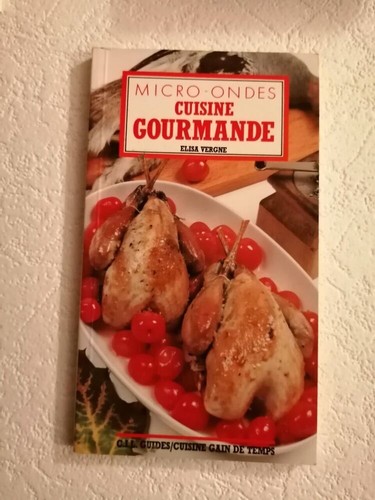 MICRO-ONDES
CUISINE
GOURMANDE
ELISA VERGNE
C.I.L. GUIDES/CUISINE GAIN DE TEMPS